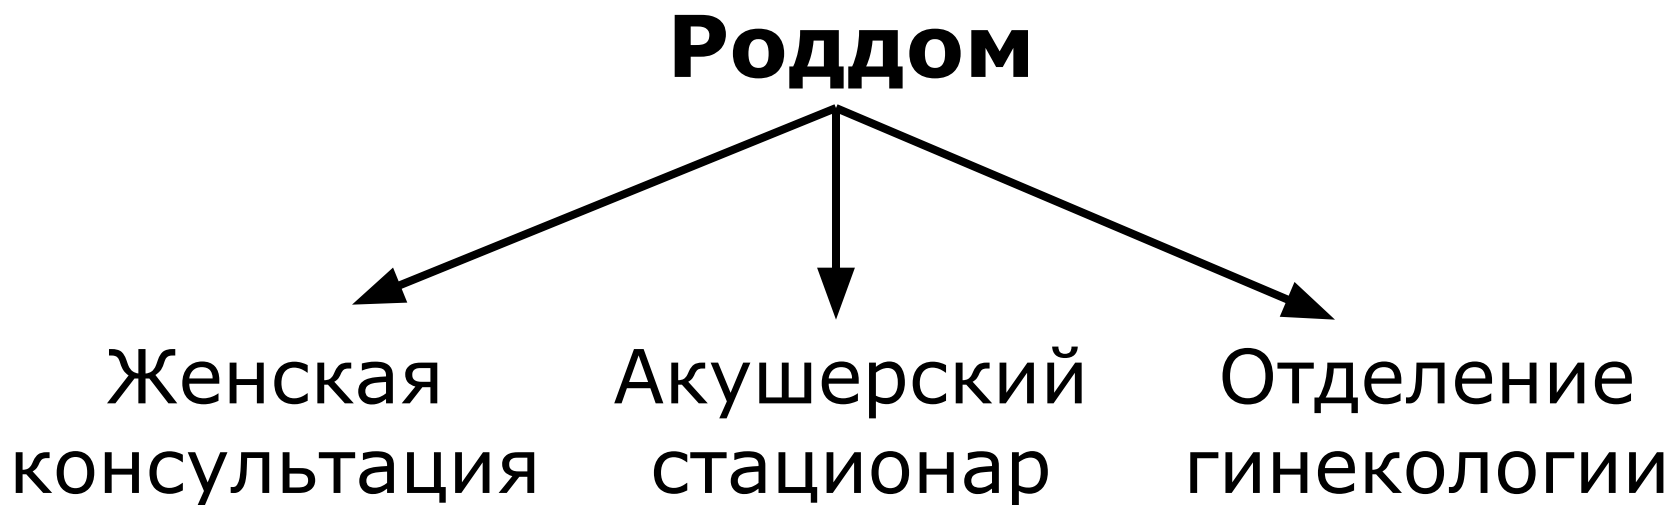 Роддом
Женская
консультация
Акушерский
стационар
Отделение
гинекологии